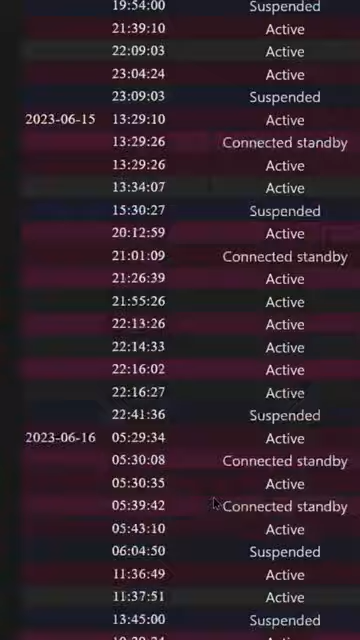 19:54:00 Suspended
21:39:10 Active
22:09:03 Active
23:04:24 Active
23:09:03 Suspended
2023-06-15 13:29:10 Active
13:29:26 Connected standby
13:29:26 Active
13:34:07 Active
15:30:27 Suspended
20:12:59 Active
21:01:09 Connected standby
21:26:39 Active
21:55:26 Active
22:13:26 Active
22:14:33 Active
22:16:02 Active
22:16:27 Active
22:41:36 Suspended
2023-06-16 05:29:34 Active
05:30:08 Connected standby
05:30:35 Active
05:39:42 Connected standby
05:43:10 Active
06:04:50 Suspended
11:36:49 Active
11:37:51 Active
13:45:00 Suspended
Active